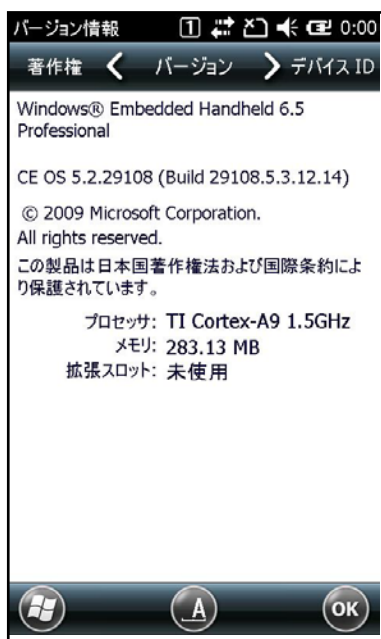 バージョン情報 1 0:00
著作権 バージョン デバイス ID
Windows® Embedded Handheld 6.5
Professional
CE OS 5.2.29108 (Build 29108.5.3.12.14)
© 2009 Microsoft Corporation.
All rights reserved.
この製品は日本国著作権法および国際条約によ
り保護されています。
プロセッサ: TI Cortex-A9 1.5GHz
メモリ: 283.13 MB
拡張スロット: 未使用
A OK